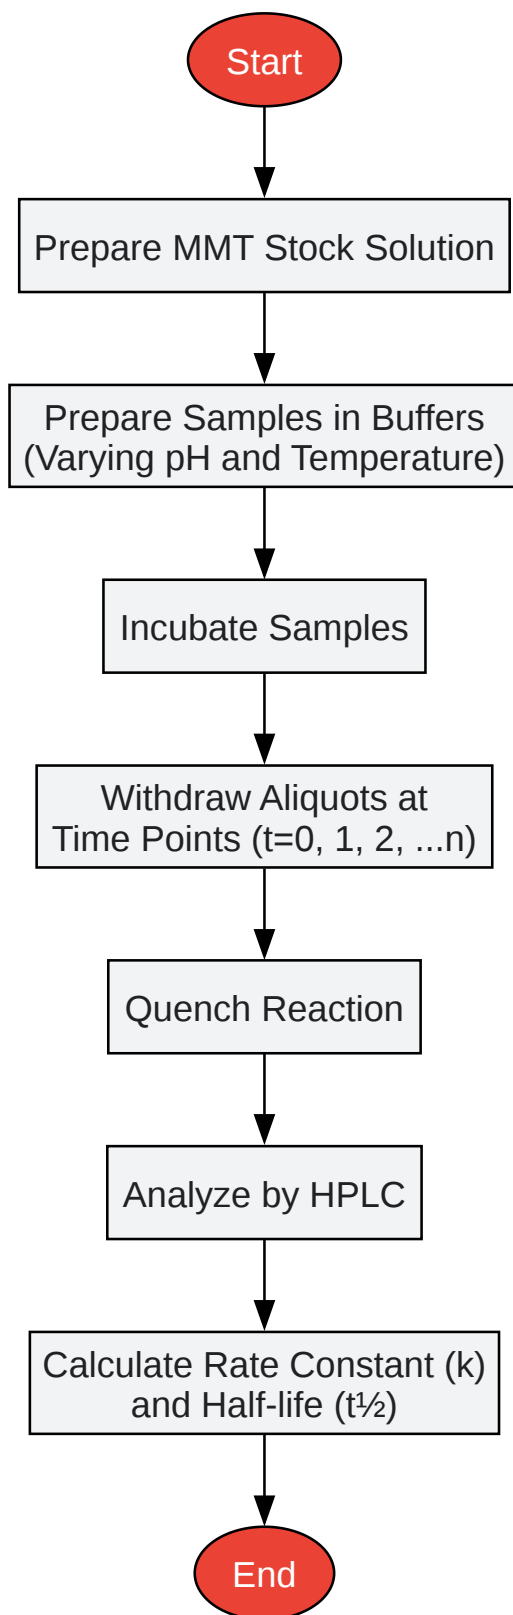 Start
Prepare MMT Stock Solution
Prepare Samples in Buffers
(Varying pH and Temperature)
Incubate Samples
Withdraw Aliquots at
Time Points (t=0, 1, 2, ...n)
Quench Reaction
Analyze by HPLC
Calculate Rate Constant (k)
and Half-life (t½)
End